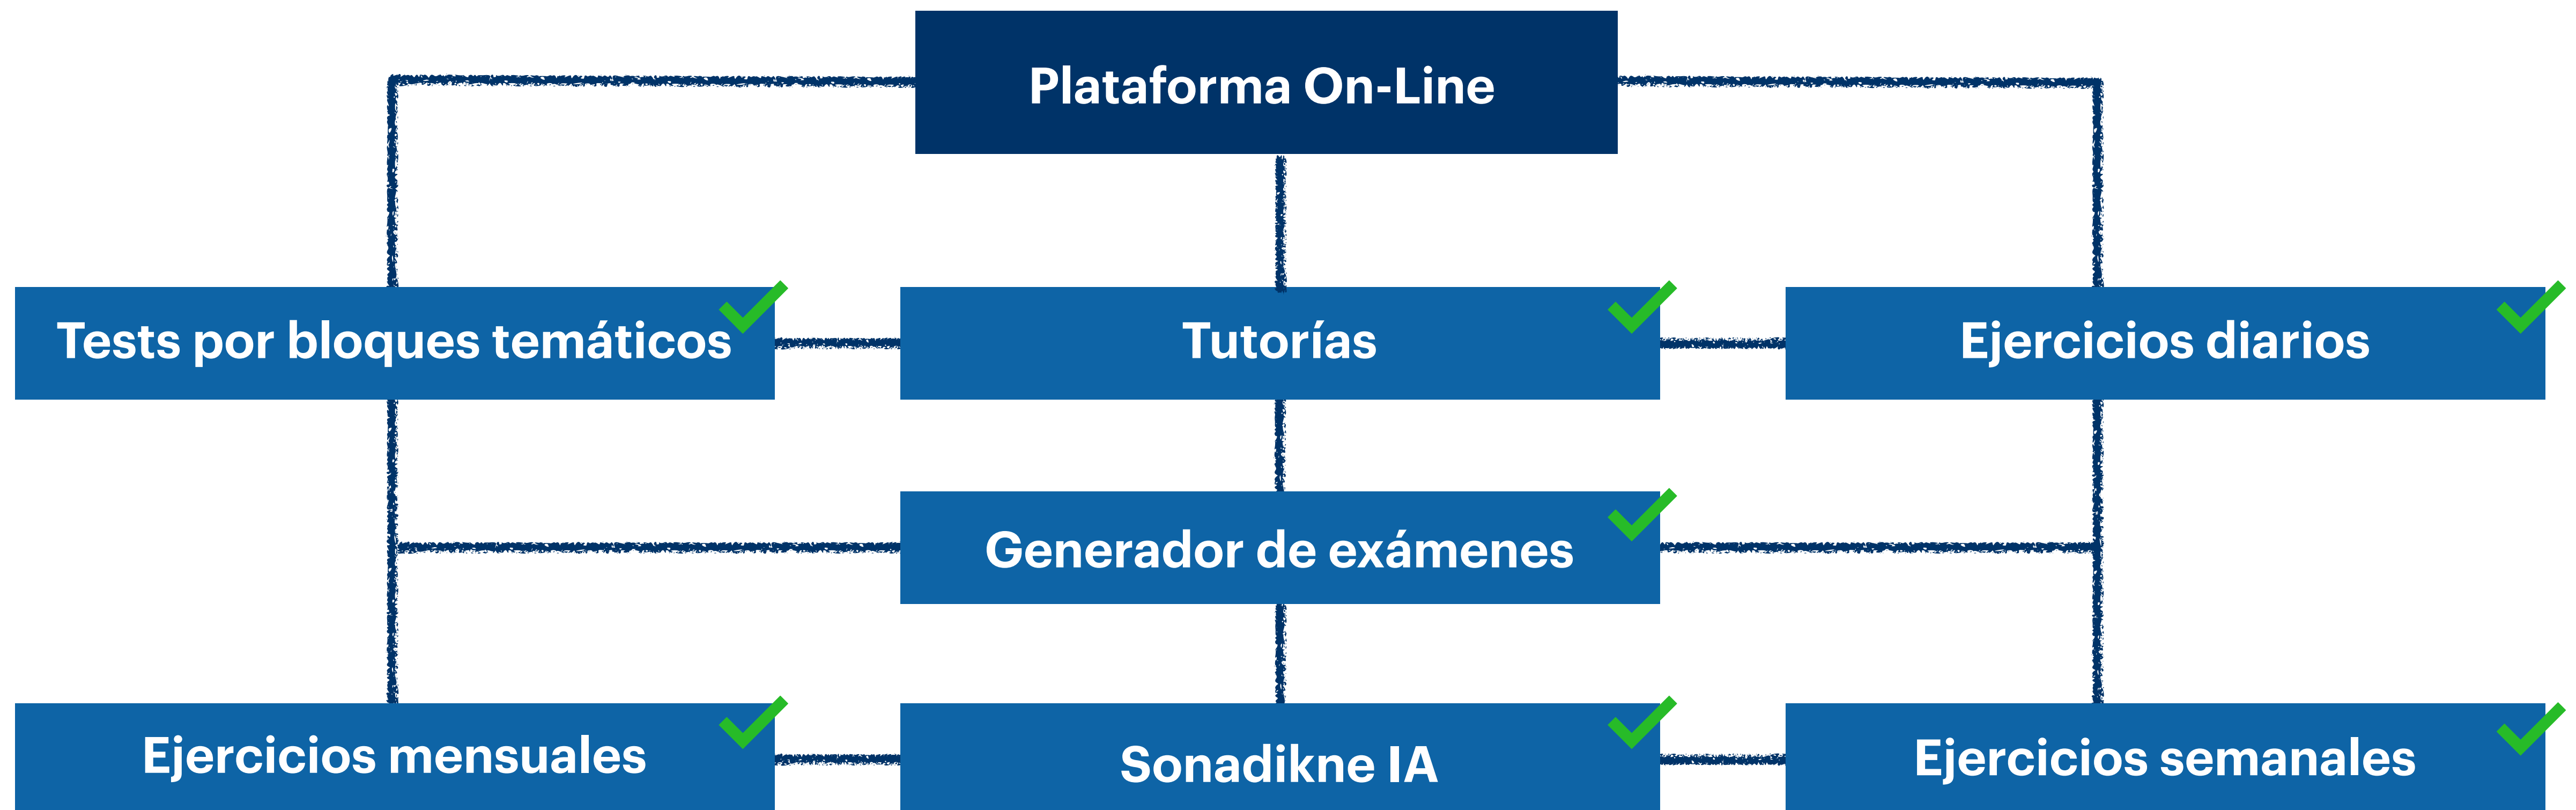 Plataforma On-Line
Tests por bloques temáticos
Tutorías
Ejercicios diarios
Generador de exámenes
Ejercicios mensuales
Sonadikne IA
Ejercicios semanales